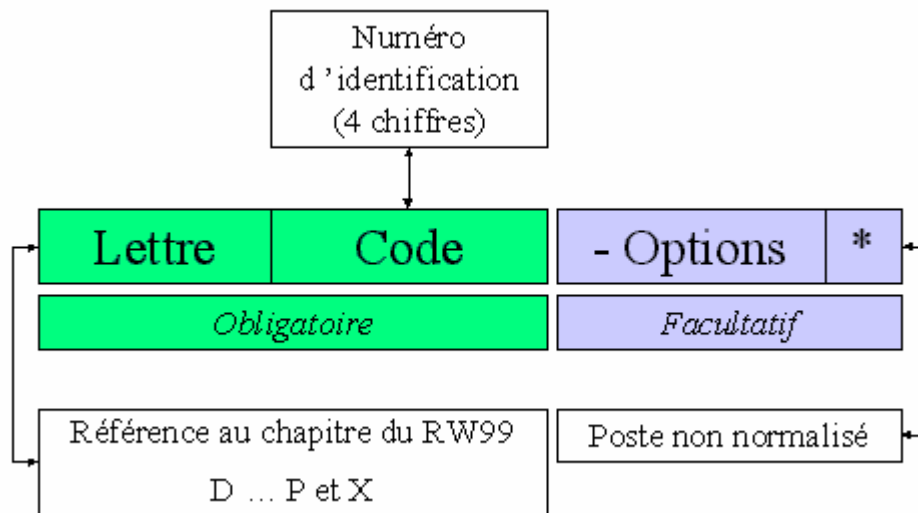 Numéro
d ’identification
(4 chiffres)
Lettre Code - Options *
Obligatoire Facultatif
Référence au chapitre du RW99
D ... P et X
Poste non normalisé